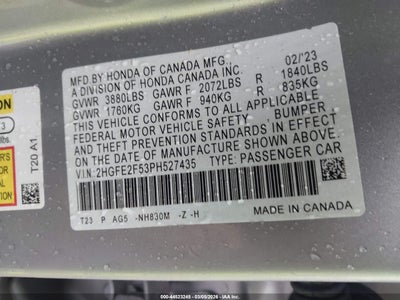 MFD.BY HONDA OF CANADA MFG. 02/'23
A DIVISION OF HONDA CANADA INC.
GVWR 3880LBS GAWR F 2072LBS R 1840LBS
GVWR 1760KG GAWR F 940KG R 835KG
THIS VEHICLE CONFORMS TO ALL APPLICABLE
FEDERAL MOTOR VEHICLE SAFETY , BUMPER ,
AND THEFT PREVENTION STANDARDS IN EFFECT ON
THE DATE OF MANUFACTURE SHOWN ABOVE.
VIN:2HGFE2F53PH527435 TYPE:PASSENGER CAR
T23 P AG5 -NH830M -Z -H
MADE IN CANADA
T20 A1